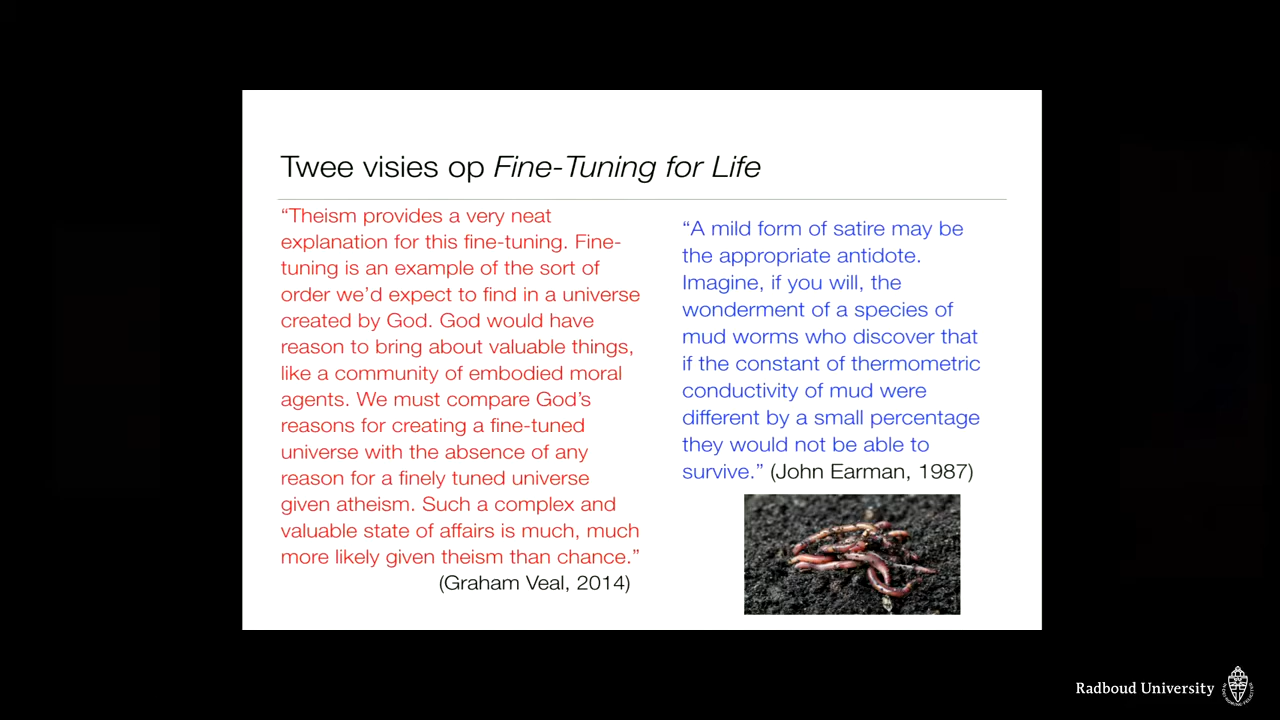 Twee visies op Fine-Tuning for Life
“Theism provides a very neat
explanation for this fine-tuning. Fine-
tuning is an example of the sort of
order we’d expect to find in a universe
created by God. God would have
reason to bring about valuable things,
like a community of embodied moral
agents. We must compare God’s
reasons for creating a fine-tuned
universe with the absence of any
reason for a finely tuned universe
given atheism. Such a complex and
valuable state of affairs is much, much
more likely given theism than chance.”
(Graham Veal, 2014)
“A mild form of satire may be
the appropriate antidote.
Imagine, if you will, the
wonderment of a species of
mud worms who discover that
if the constant of thermometric
conductivity of mud were
different by a small percentage
they would not be able to
survive.” (John Earman, 1987)
Radboud University